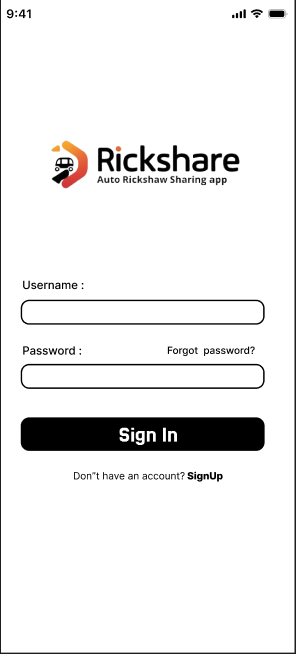 9:41
Rickshare
Auto Rickshaw Sharing app
Username :
Password : Forgot password?
Sign In
Don"t have an account? SignUp